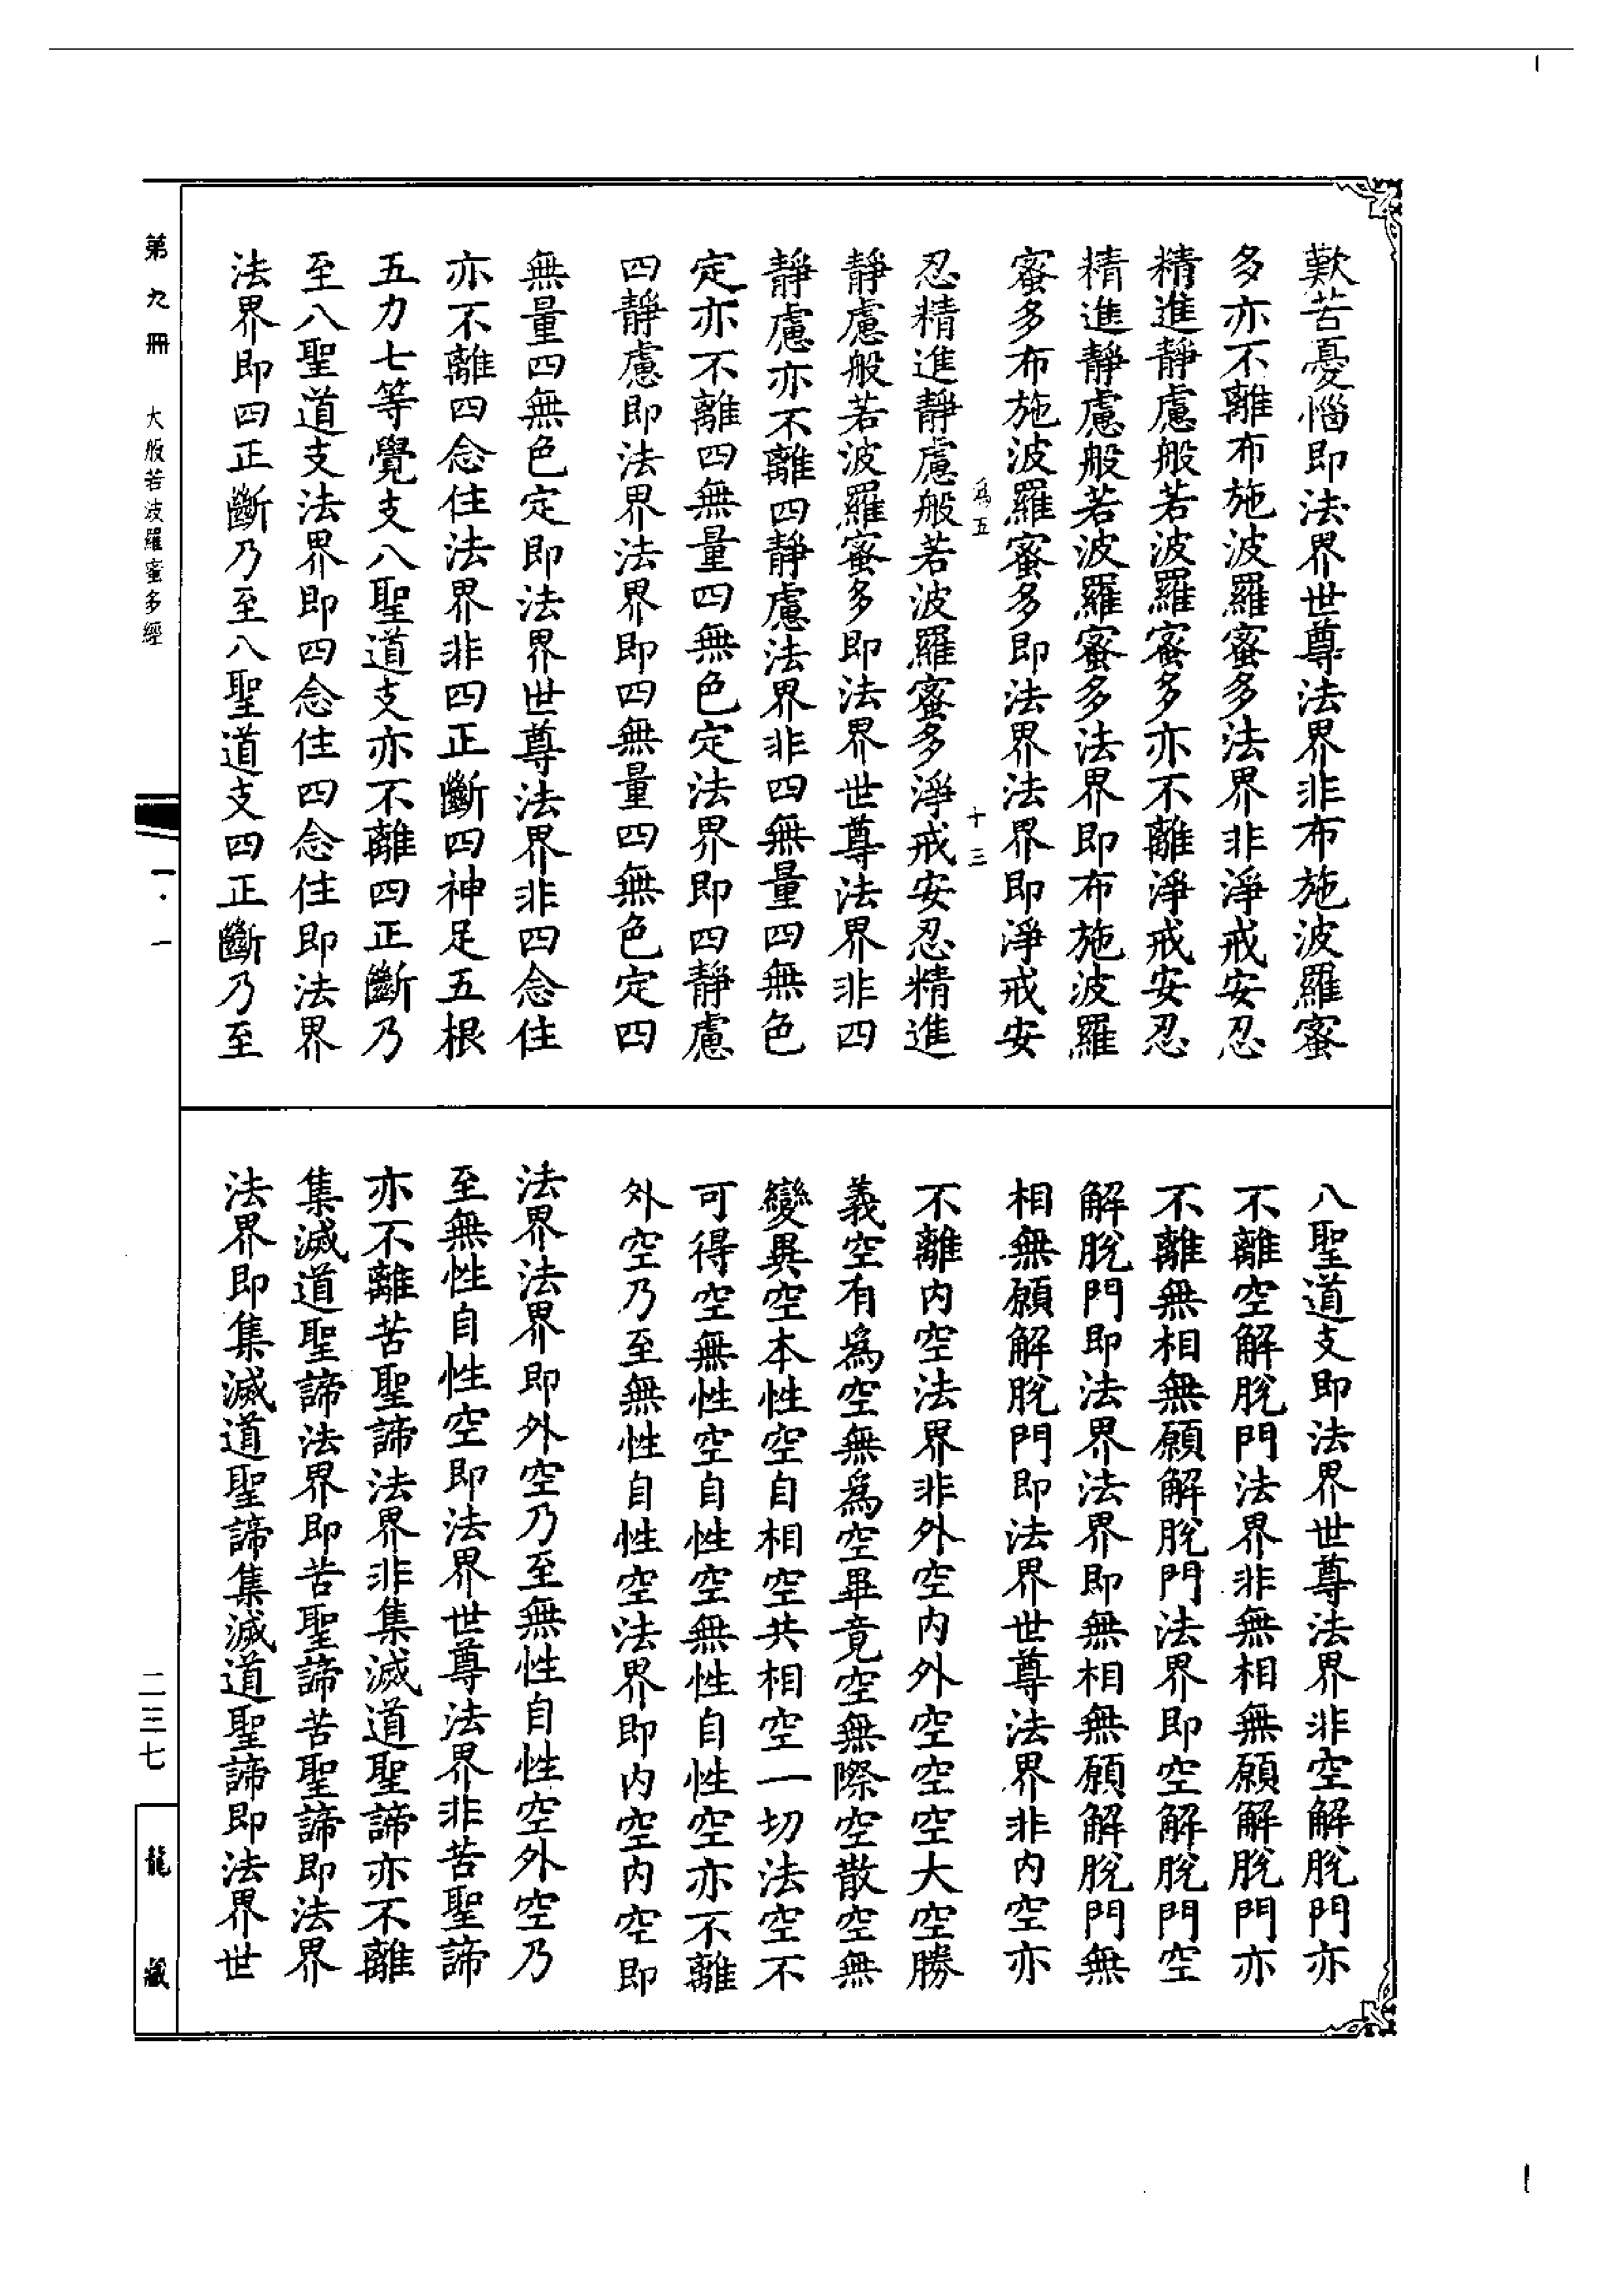 歎苦憂惱即法界世尊法界非布施波羅蜜
多亦不離布施波羅蜜多法界非淨戒安忍
精進靜慮般若波羅蜜多亦不離淨戒安忍
精進靜慮般若波羅蜜多法界即布施波羅
蜜多布施波羅蜜多即法界法界即淨戒安
為五 十三
忍精進靜慮般若波羅蜜多淨戒安忍精進
靜慮般若波羅蜜多即法界世尊法界非四
靜慮亦不離四靜慮法界非四無量四無色
定亦不離四無量四無色定法界即四靜慮
四靜慮即法界法界即四無量四無色定四
無量四無色定即法界世尊法界非四念住
亦不離四念住法界非四正斷四神足五根
五力七等覺支八聖道支亦不離四正斷乃
至八聖道支法界即四念住四念住即法界
法界即四正斷乃至八聖道支四正斷乃至
八聖道支即法界世尊法界非空解脫門亦
不離空解脫門法界非無相無願解脫門亦
不離無相無願解脫門法界即空解脫門空
解脫門即法界法界即無相無願解脫門無
相無願解脫門即法界世尊法界非內空亦
不離內空法界非外空內外空空空大空勝
義空有為空無為空畢竟空無際空散空無
變異空本性空自相空共相空一切法空不
可得空無性空自性空無性自性空亦不離
外空乃至無性自性空法界即內空內空即
法界法界即外空乃至無性自性空外空乃
至無性自性空即法界世尊法界非苦聖諦
亦不離苦聖諦法界非集滅道聖諦亦不離
集滅道聖諦法界即苦聖諦苦聖諦即法界
法界即集滅道聖諦集滅道聖諦即法界世
第九冊 大般若波羅蜜多經 一·一 二三七 龍藏